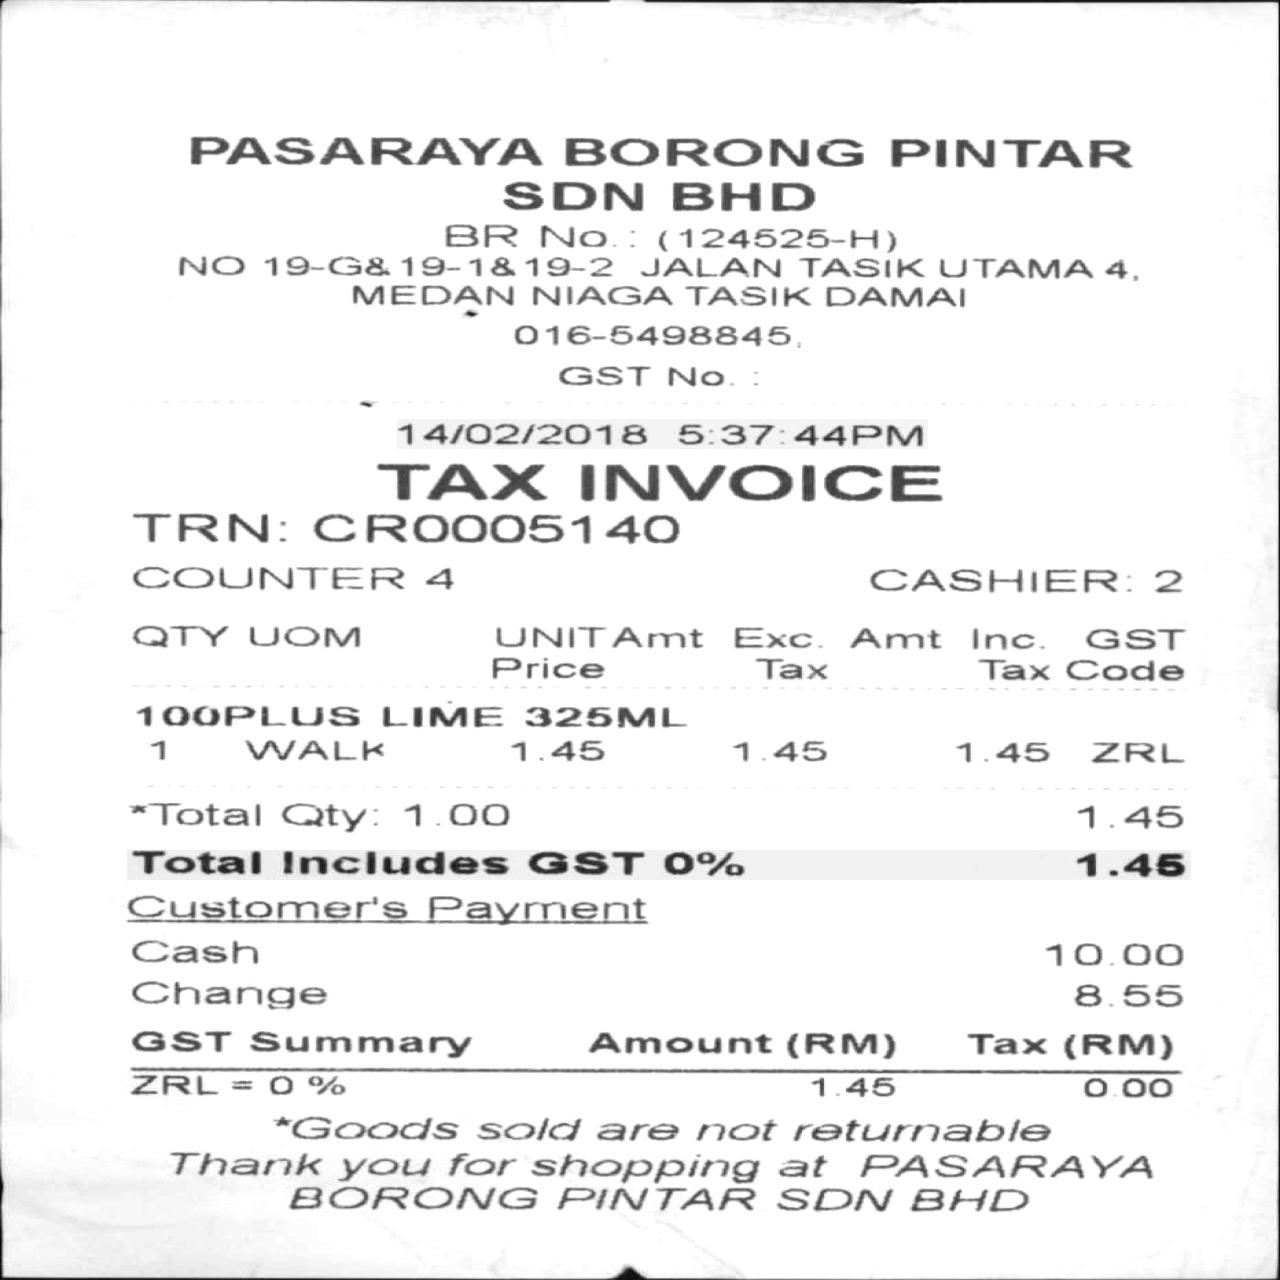 PASARAYA BORONG PINTAR
SDN BHD
BR No. : (124525-H)
NO 19-G&19-1&19-2 JALAN TASIK UTAMA 4,
MEDAN NIAGA TASIK DAMAI
016-5498845,
GST No. :
14/02/2018 5:37:44PM
TAX INVOICE
TRN: CR0005140
COUNTER 4 CASHIER: 2
QTY UOM UNIT Amt Exc. Amt Inc. GST
Price Tax Tax Code
100PLUS LIME 325ML
1 WALK 1.45 1.45 1.45 ZRL
*Total Qty: 1.00 1.45
Total Includes GST 0% 1.45
Customer's Payment
Cash 10.00
Change 8.55
GST Summary Amount (RM) Tax (RM)
ZRL = 0 % 1.45 0.00
*Goods sold are not returnable
Thank you for shopping at PASARAYA
BORONG PINTAR SDN BHD